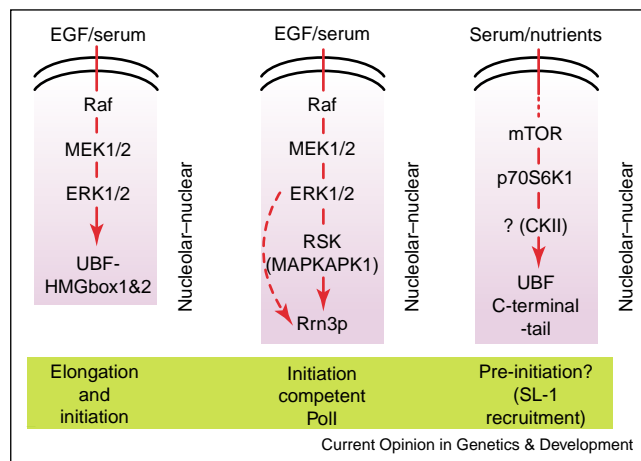 EGF/serum
Raf
MEK1/2
ERK1/2
UBF-
HMGbox1&2
Nucleolar–nuclear
Elongation
and
initiation
EGF/serum
Raf
MEK1/2
ERK1/2
RSK
(MAPKAPK1)
Rrn3p
Nucleolar–nuclear
Initiation
competent
PolI
Serum/nutrients
mTOR
p70S6K1
? (CKII)
UBF
C-terminal
-tail
Nucleolar–nuclear
Pre-initiation?
(SL-1
recruitment)
Current Opinion in Genetics & Development